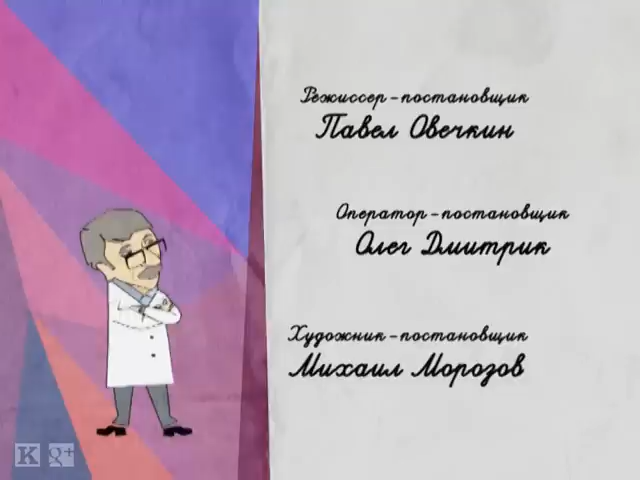 Режиссер-постановщик
Павел Овечкин
Оператор-постановщик
Олег Дмитрик
Художник-постановщик
Михаил Морозов
K g+